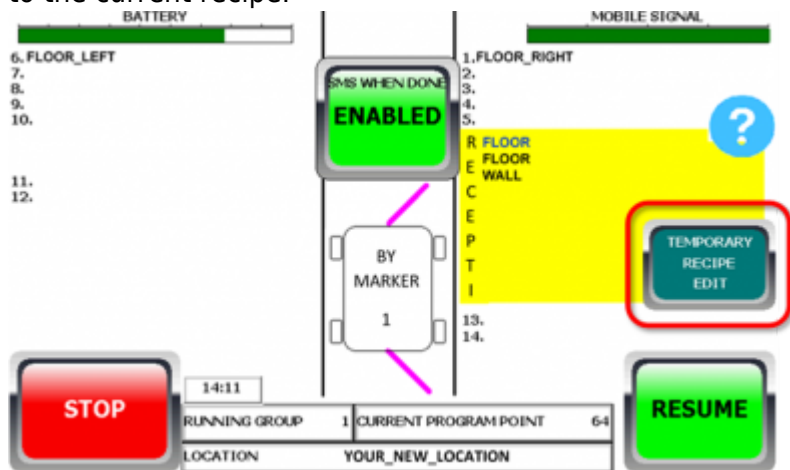 to the current recipe.
BATTERY
MOBILE SIGNAL
6. FLOOR_LEFT
7.
8.
9.
10.
11.
12.
SMS WHEN DONE
ENABLED
1.FLOOR_RIGHT
2.
3.
4.
5.
?
R
E
C
E
P
T
I
FLOOR
FLOOR
WALL
TEMPORARY
RECIPE
EDIT
13.
14.
BY
MARKER
1
STOP
14:11
RUNNING GROUP 1
CURRENT PROGRAM POINT 64
LOCATION YOUR_NEW_LOCATION
RESUME